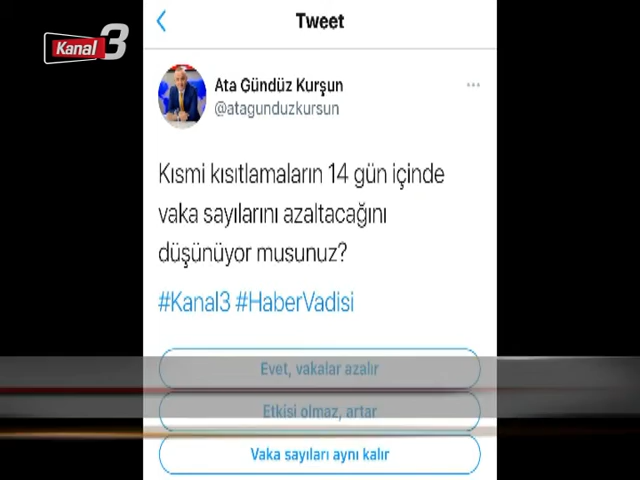 Kanal 3
Tweet
Ata Gündüz Kurşun
@atagunduzkursun
Kısmi kısıtlamaların 14 gün içinde
vaka sayılarını azaltacağını
düşünüyor musunuz?
#Kanal3 #HaberVadisi
Evet, vakalar azalır
Etkisi olmaz, artar
Vaka sayıları aynı kalır